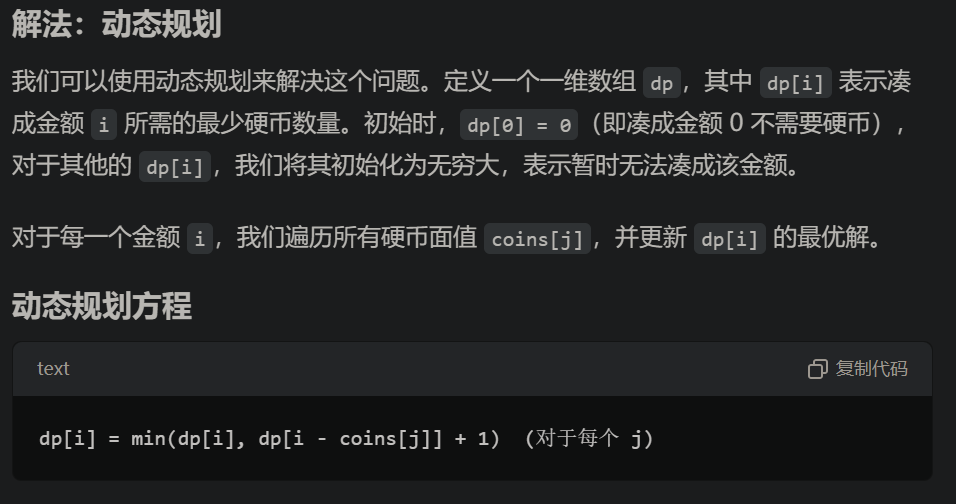 解法：动态规划
我们可以使用动态规划来解决这个问题。定义一个一维数组 dp，其中 dp[i] 表示凑
成金额 i 所需的最少硬币数量。初始时，dp[0] = 0（即凑成金额 0 不需要硬币），
对于其他的 dp[i]，我们将其初始化为无穷大，表示暂时无法凑成该金额。
对于每一个金额 i，我们遍历所有硬币面值 coins[j]，并更新 dp[i] 的最优解。
动态规划方程
text 复制代码
dp[i] = min(dp[i], dp[i - coins[j]] + 1) (对于每个 j)